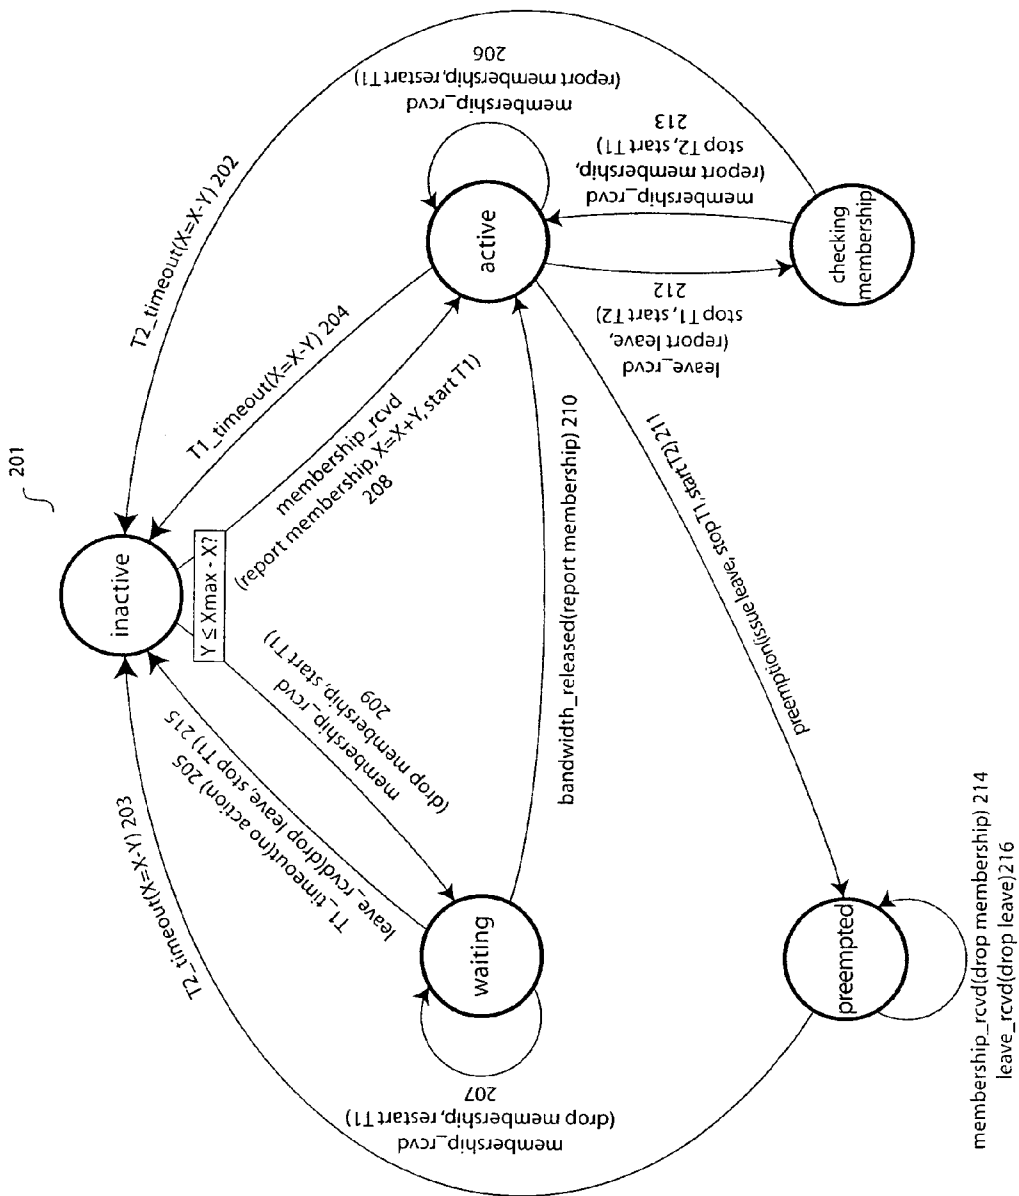 201
inactive
Y ≤ Xmax - X?
T2_timeout(X=X-Y) 202
T1_timeout(X=X-Y) 204
membership_rcvd
(report membership, X=X+Y, start T1)
208
membership_rcvd
(report membership, restart T1)
206
active
membership_rcvd
(report membership,
stop T2, start T1)
213
leave_rcvd
(report leave,
stop T1, start T2)
212
checking
membership
T2_timeout(X=X-Y) 203
T1_timeout(no action) 205
leave_rcvd(drop leave, stop T1) 215
membership_rcvd
(drop membership, start T1)
209
waiting
membership_rcvd
(drop membership, restart T1)
207
bandwidth_released(report membership) 210
preemption(issue leave, stop T1, start T2) 211
preempted
membership_rcvd(drop membership) 214
leave_rcvd(drop leave) 216